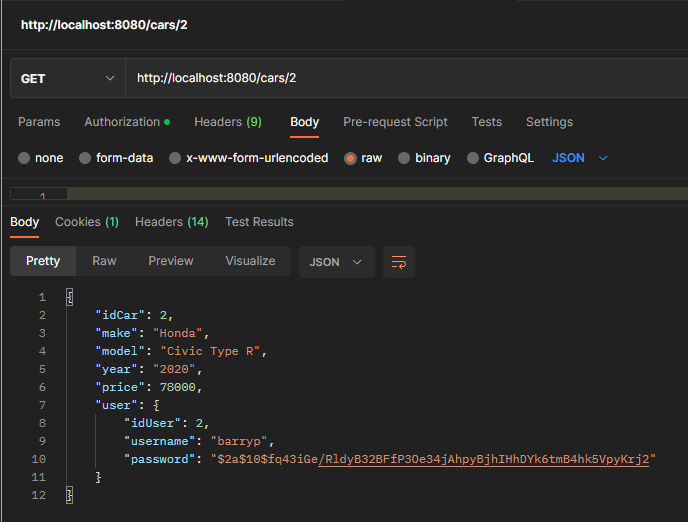 http://localhost:8080/cars/2
GET http://localhost:8080/cars/2
Params Authorization Headers (9) Body Pre-request Script Tests Settings
none form-data x-www-form-urlencoded raw binary GraphQL JSON
1
Body Cookies (1) Headers (14) Test Results
Pretty Raw Preview Visualize JSON
1 {
2 "idCar": 2,
3 "make": "Honda",
4 "model": "Civic Type R",
5 "year": "2020",
6 "price": 78000,
7 "user": {
8 "idUser": 2,
9 "username": "barryp",
10 "password": "$2a$10$fq43iGe/RldyB32BFfP3Oe34jAhpyBjhIHhDYk6tmB4hk5VpyKrj2"
11 }
12 }